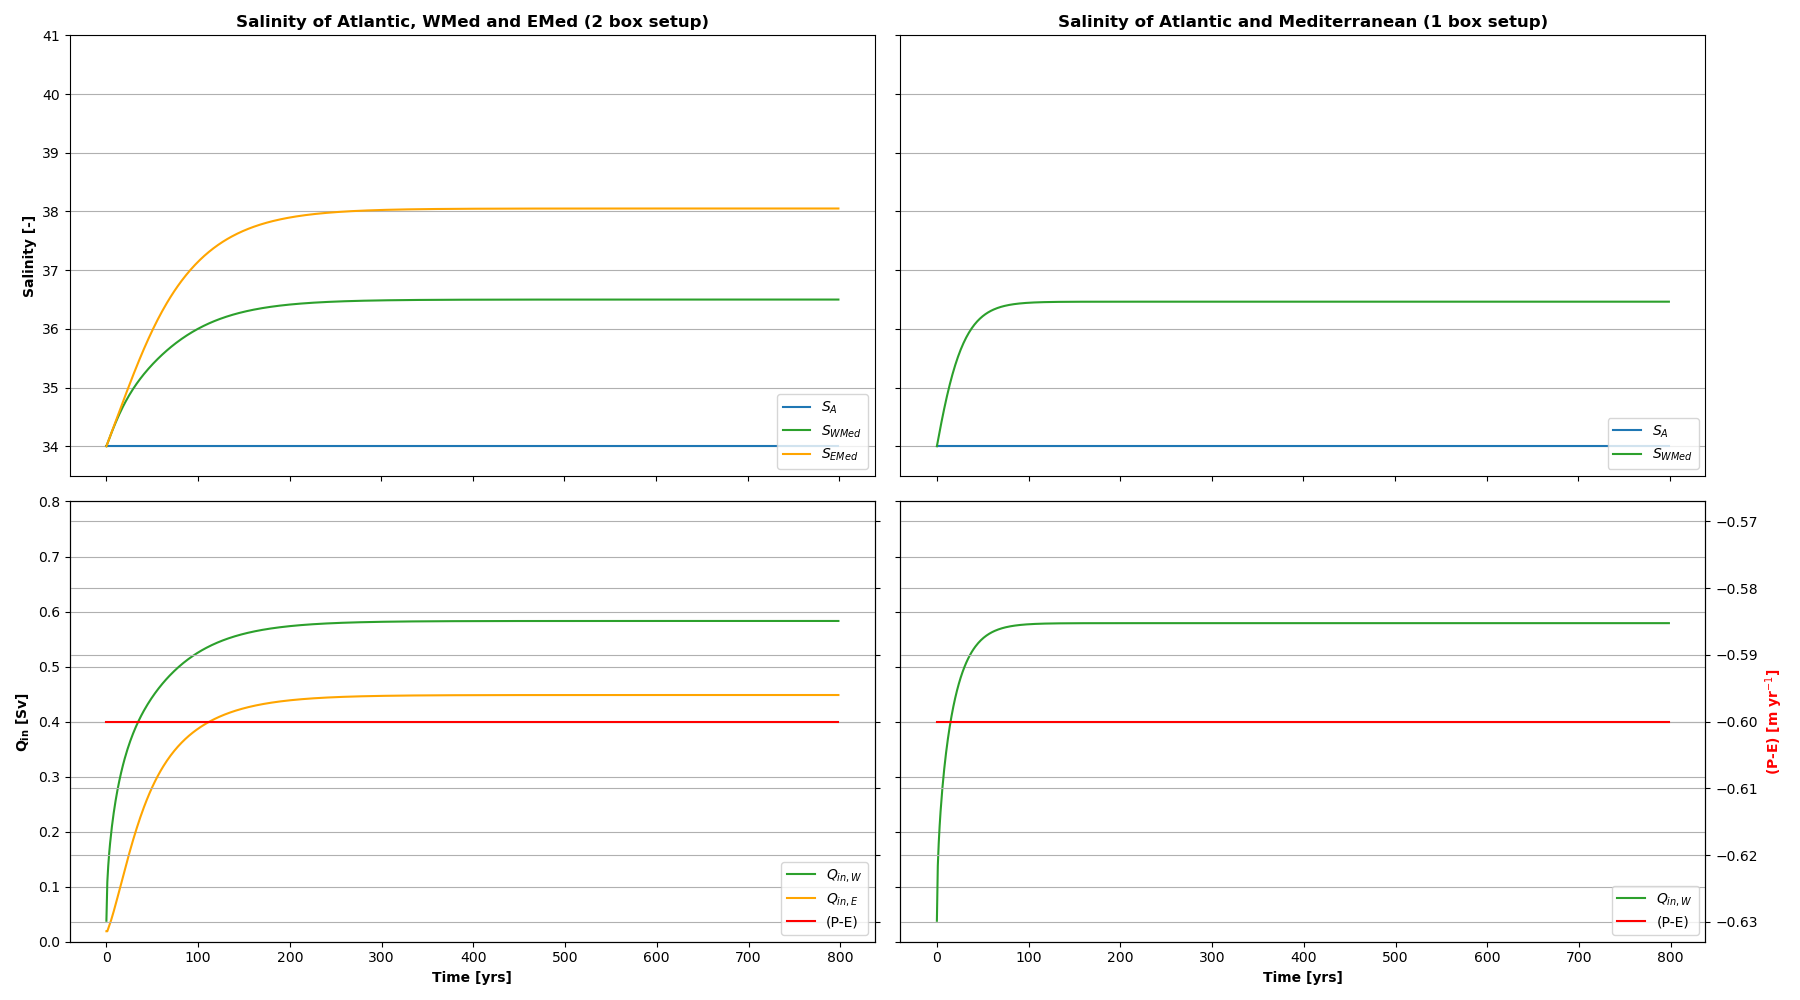 Salinity of Atlantic, WMed and EMed (2 box setup)
Salinity of Atlantic and Mediterranean (1 box setup)
41
40
39
38
37
36
35
34
Salinity [-]
S_A
S_WMed
S_EMed
S_A
S_WMed
0.8
0.7
0.6
0.5
0.4
0.3
0.2
0.1
0.0
Q_in [Sv]
Q_in,W
Q_in,E
(P-E)
0 100 200 300 400 500 600 700 800
Time [yrs]
Q_in,W
(P-E)
0 100 200 300 400 500 600 700 800
Time [yrs]
−0.57
−0.58
−0.59
−0.60
−0.61
−0.62
−0.63
(P-E) [m yr⁻¹]